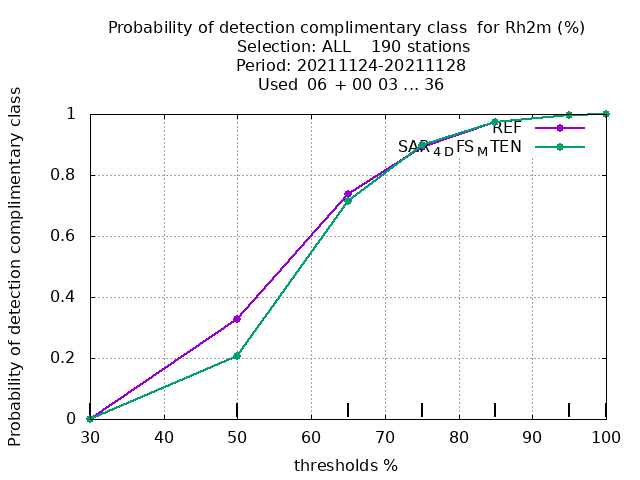 Probability of detection complimentary class for Rh2m (%)
Selection: ALL 190 stations
Period: 20211124-20211128
Used 06 + 00 03 ... 36
Probability of detection complimentary class
1
0.8
0.6
0.4
0.2
0
REF
SAR4DFSMTEN
30 40 50 60 70 80 90 100
thresholds %